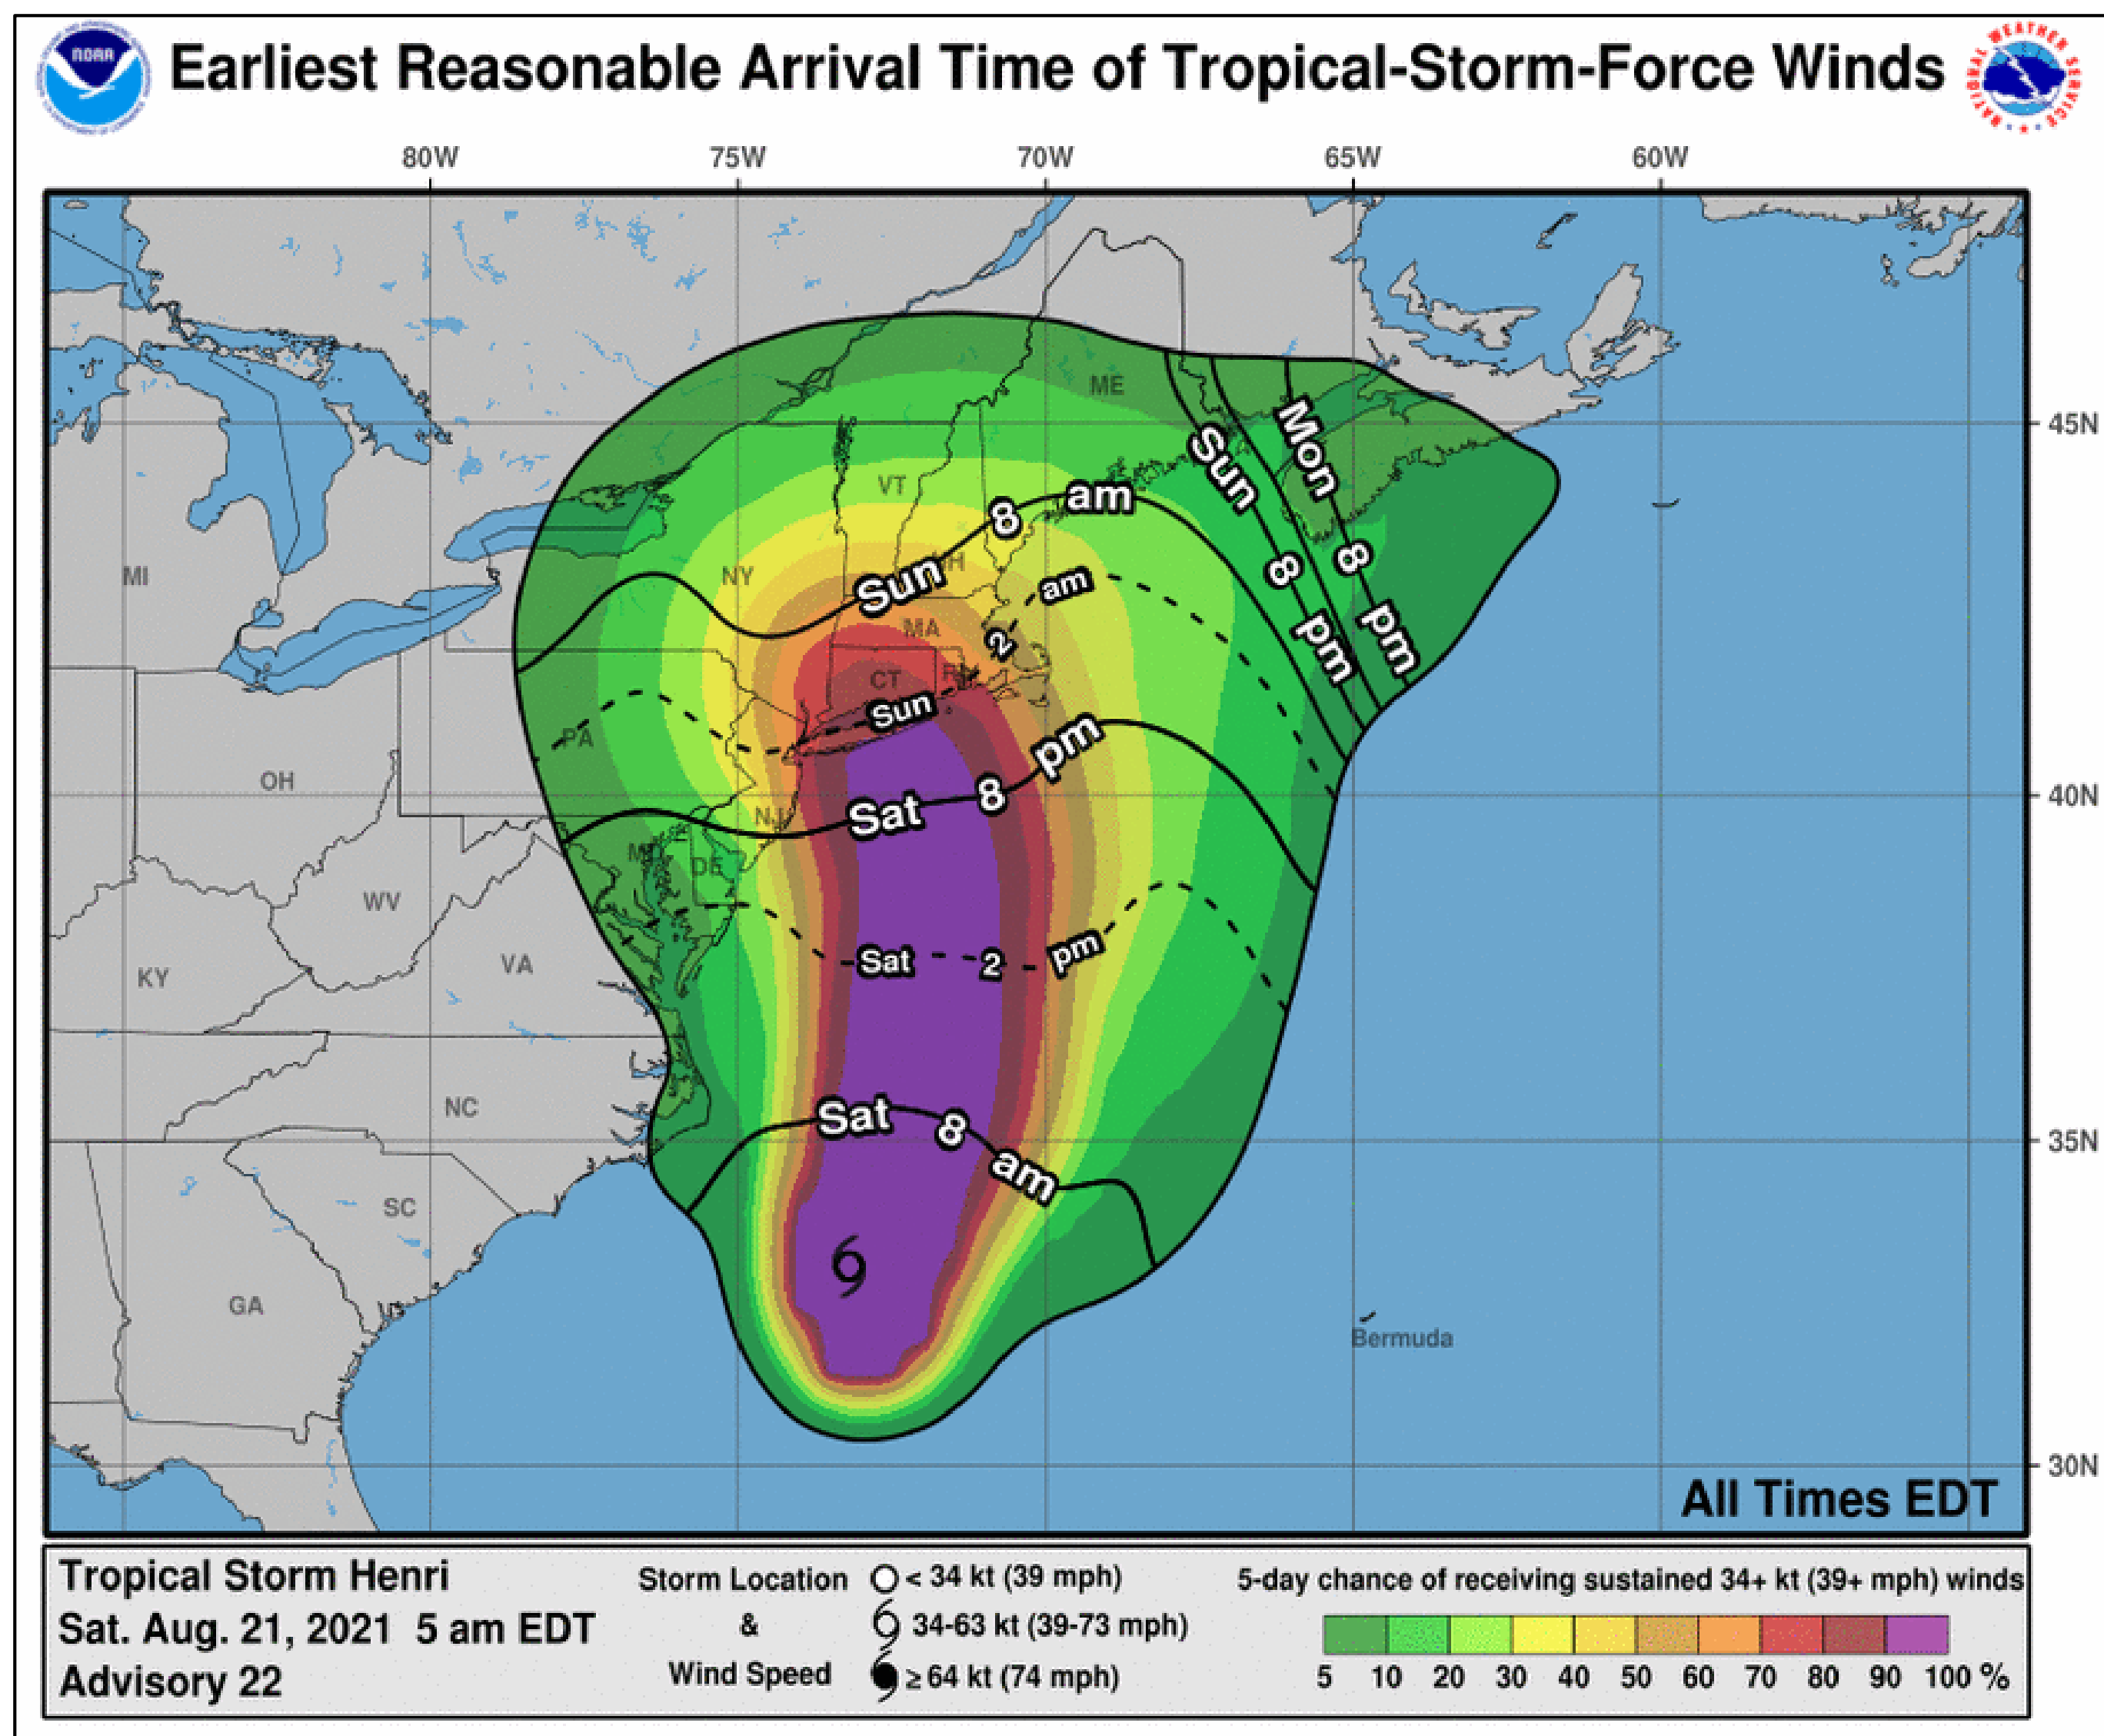 NOAA
Earliest Reasonable Arrival Time of Tropical-Storm-Force Winds
NATIONAL WEATHER SERVICE
80W 75W 70W 65W 60W
45N
40N
35N
30N
ME
VT
NY
MI
MA
CT
PA
OH
NJ
DE
WV
VA
KY
NC
SC
GA
Bermuda
Mon 8 pm
Sun 8 pm
Sun 8 am
Sun 2 am
Sat 8 pm
Sat 2 pm
Sat 8 am
All Times EDT
Tropical Storm Henri
Sat. Aug. 21, 2021 5 am EDT
Advisory 22
Storm Location
&
Wind Speed
< 34 kt (39 mph)
34-63 kt (39-73 mph)
≥ 64 kt (74 mph)
5-day chance of receiving sustained 34+ kt (39+ mph) winds
5 10 20 30 40 50 60 70 80 90 100 %